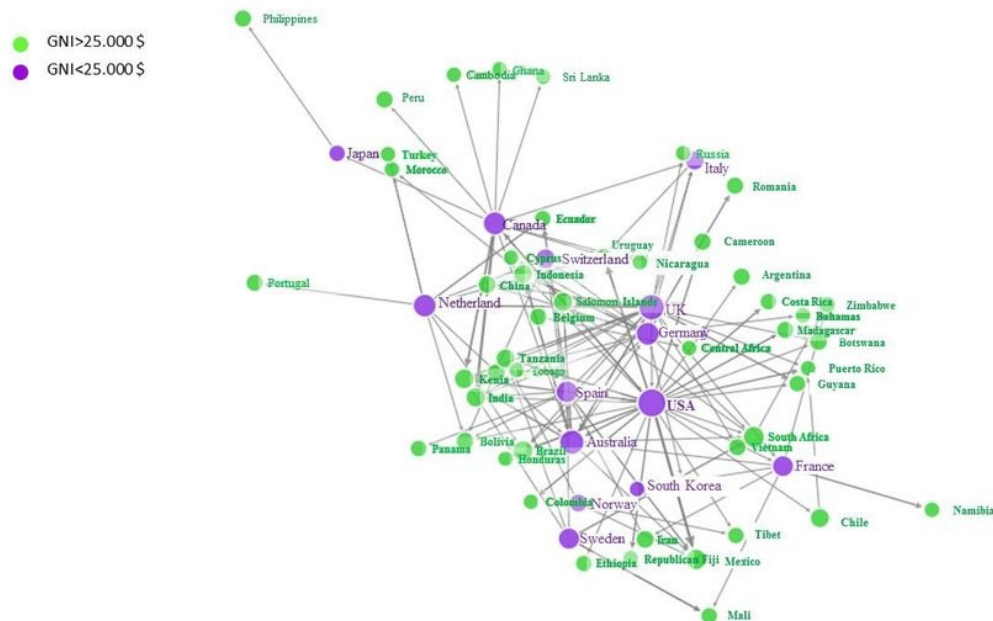 Philippines
GNI>25.000 $
GNI<25.000 $
Cambodia
Ghana
Sri Lanka
Peru
Japan
Turkey
Morocco
Russia
Italy
Romania
Canada
Ecuador
Uruguay
Cameroon
Cyprus
Switzerland
Nicaragua
Indonesia
Argentina
Portugal
China
Netherland
Salomon Islands
Costa Rica
Zimbabwe
UK
Belgium
Bahamas
Germany
Madagascar
Botswana
Central Africa
Tanzania
Puerto Rico
Tobago
Kenia
Guyana
Spain
India
USA
South Africa
Bolivia
Australia
Vietnam
Panama
Brazil
Honduras
France
South Korea
Colombia
Norway
Namibia
Chile
Sweden
Iran
Tibet
Ethiopia
Republican Fiji
Mexico
Mali